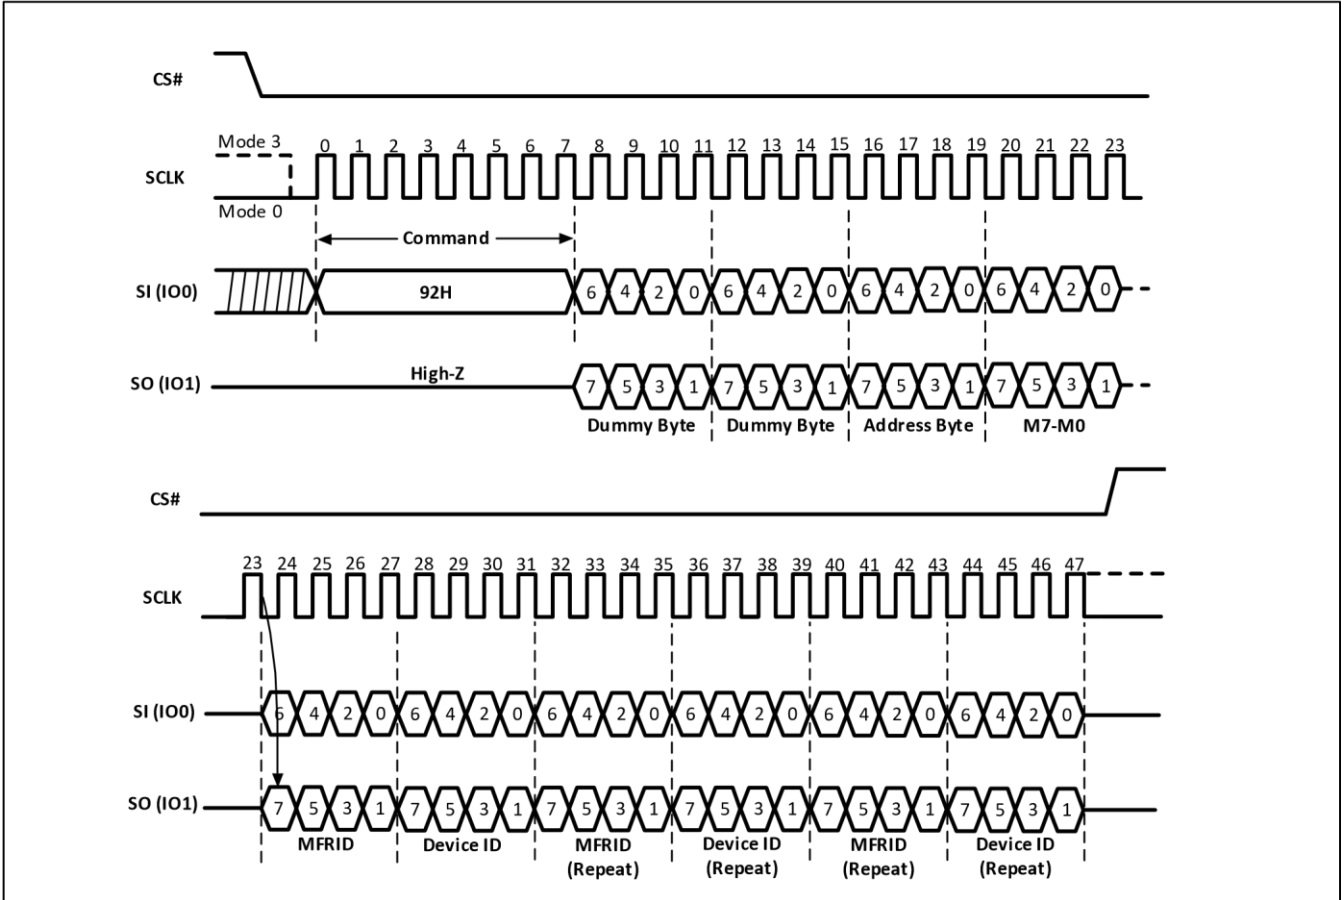 CS#
Mode 3
0 1 2 3 4 5 6 7 8 9 10 11 12 13 14 15 16 17 18 19 20 21 22 23
SCLK
Mode 0
Command
SI (IO0)
92H
6 4 2 0 6 4 2 0 6 4 2 0 6 4 2 0
High-Z
SO (IO1)
7 5 3 1 7 5 3 1 7 5 3 1 7 5 3 1
Dummy Byte Dummy Byte Address Byte M7-M0
CS#
23 24 25 26 27 28 29 30 31 32 33 34 35 36 37 38 39 40 41 42 43 44 45 46 47
SCLK
SI (IO0)
6 4 2 0 6 4 2 0 6 4 2 0 6 4 2 0 6 4 2 0 6 4 2 0
SO (IO1)
7 5 3 1 7 5 3 1 7 5 3 1 7 5 3 1 7 5 3 1 7 5 3 1
MFRID Device ID MFRID Device ID MFRID Device ID
(Repeat) (Repeat) (Repeat) (Repeat)